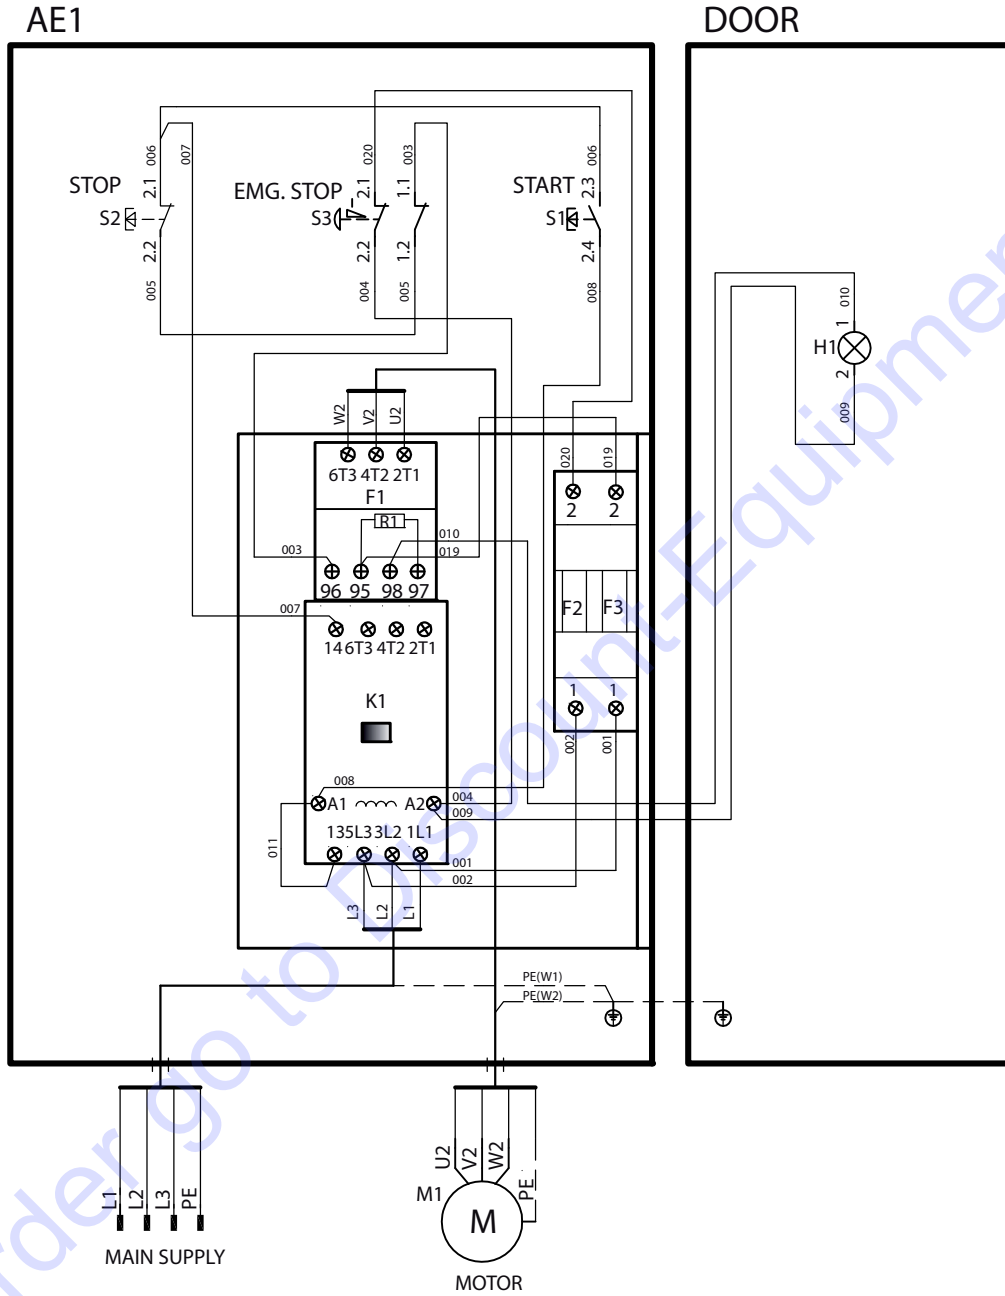 AE1
DOOR
006
007
020
003
006
STOP
2.1
EMG. STOP
2.1
1.1
START
2.3
S2
S3
S1
2.2
2.2
1.2
2.4
005
004
005
008
010
1
H1
2
009
W2
V2
U2
020
019
6T3 4T2 2T1
F1
2
2
R1
010
003
019
96 95 98 97
F2
F3
007
14 6T3 4T2 2T1
K1
1
1
002
001
008
A1
A2
004
009
13 5L3 3L2 1L1
011
001
002
L3
L2
L1
PE(W1)
PE(W2)
U2
V2
W2
PE
L1
L2
L3
PE
M1
M
MAIN SUPPLY
MOTOR
rder go to Discount-Equipmen